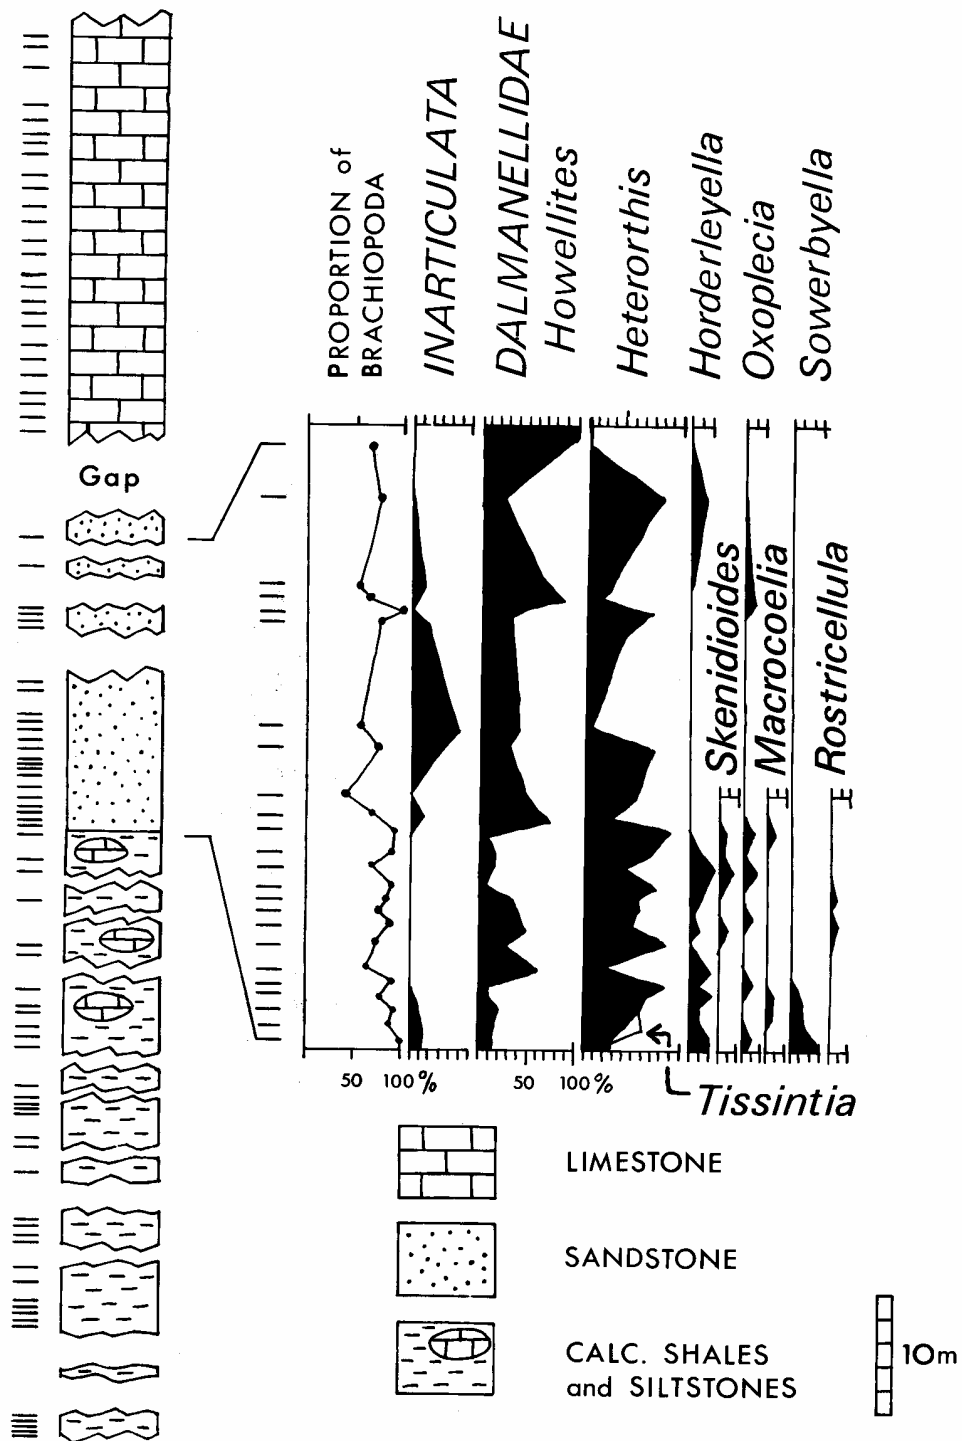 Gap
PROPORTION of
BRACHIOPODA
INARTICULATA
DALMANELLIDAE
Howellites
Heterorthis
Horderleyella
Oxoplecia
Sowerbyella
Skenidioides
Macrocoelia
Rostricellula
50 100%
50 100%
Tissintia
LIMESTONE
SANDSTONE
CALC. SHALES
and SILTSTONES
10m